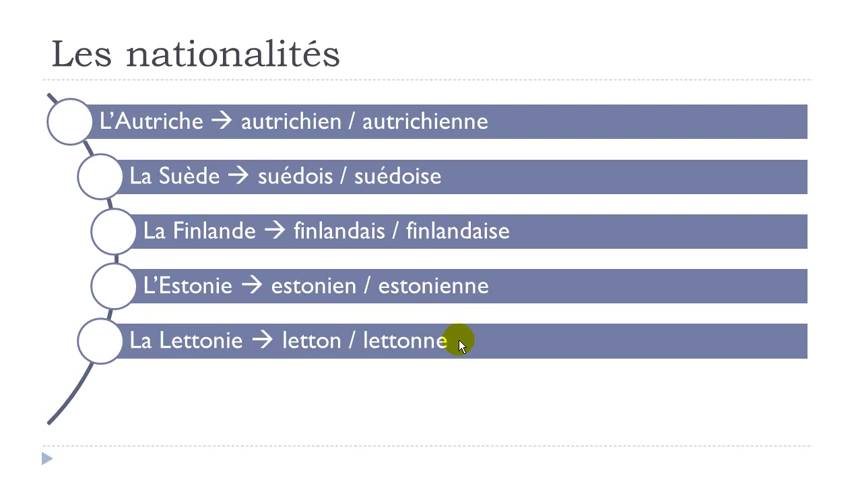 Les nationalités
L'Autriche → autrichien / autrichienne
La Suède → suédois / suédoise
La Finlande → finlandais / finlandaise
L'Estonie → estonien / estonienne
La Lettonie → letton / lettonne